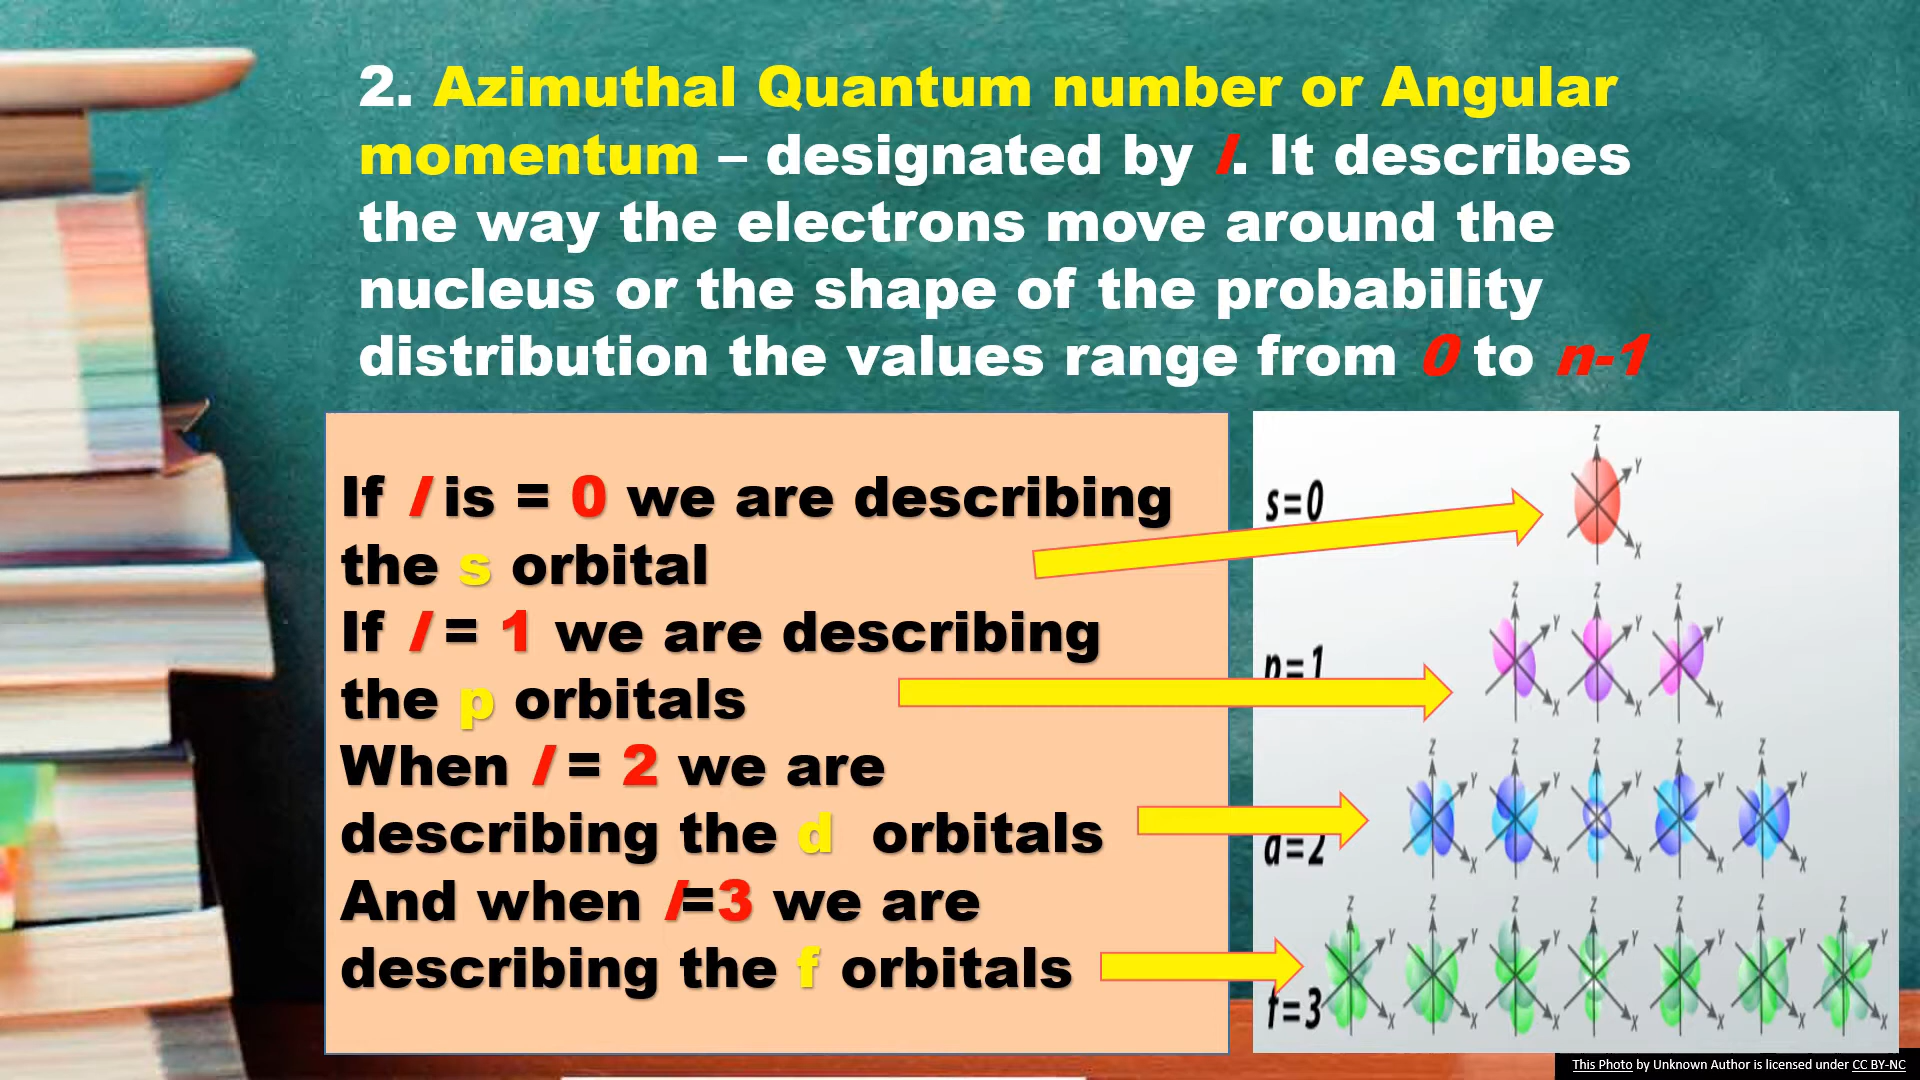 2. Azimuthal Quantum number or Angular
momentum – designated by l. It describes
the way the electrons move around the
nucleus or the shape of the probability
distribution the values range from 0 to n-1
If l is = 0 we are describing
the s orbital
If l = 1 we are describing
the p orbitals
When l = 2 we are
describing the d orbitals
And when l=3 we are
describing the f orbitals
s=0
Z
Y
X
p=1
Z Z Z
Y Y Y
X X X
d=2
Z Z Z Z Z
Y Y Y Y Y
X X X X X
f=3
Z Z Z Z Z Z Z
Y Y Y Y Y Y Y
X X X X X X X
This Photo by Unknown Author is licensed under CC BY-NC